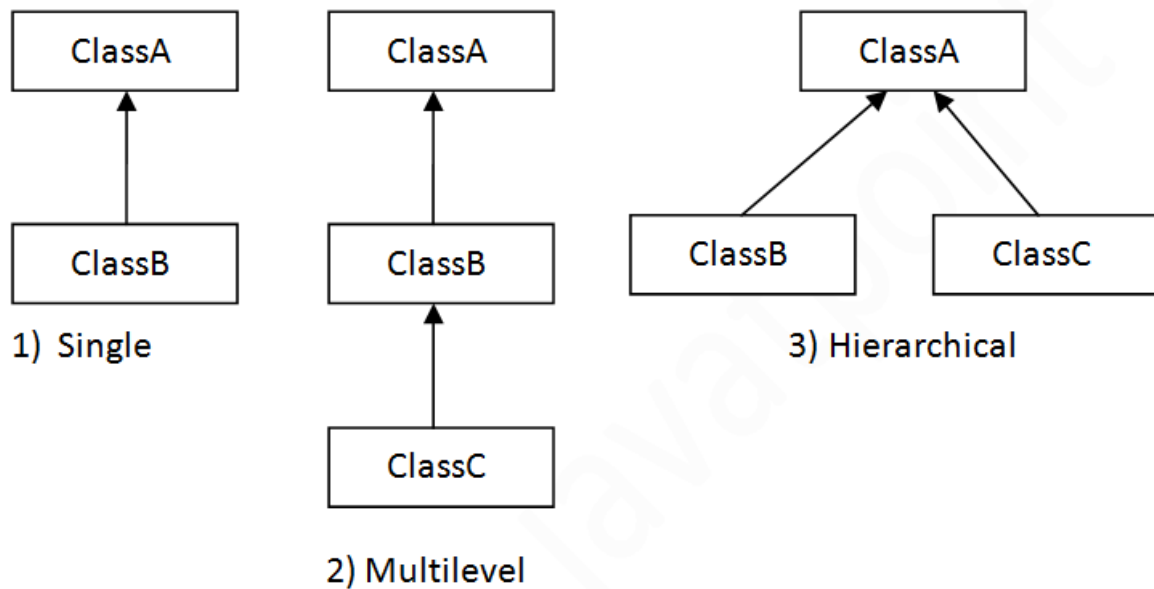 ClassA
ClassB
1) Single
ClassA
ClassB
ClassC
2) Multilevel
ClassA
ClassB
ClassC
3) Hierarchical